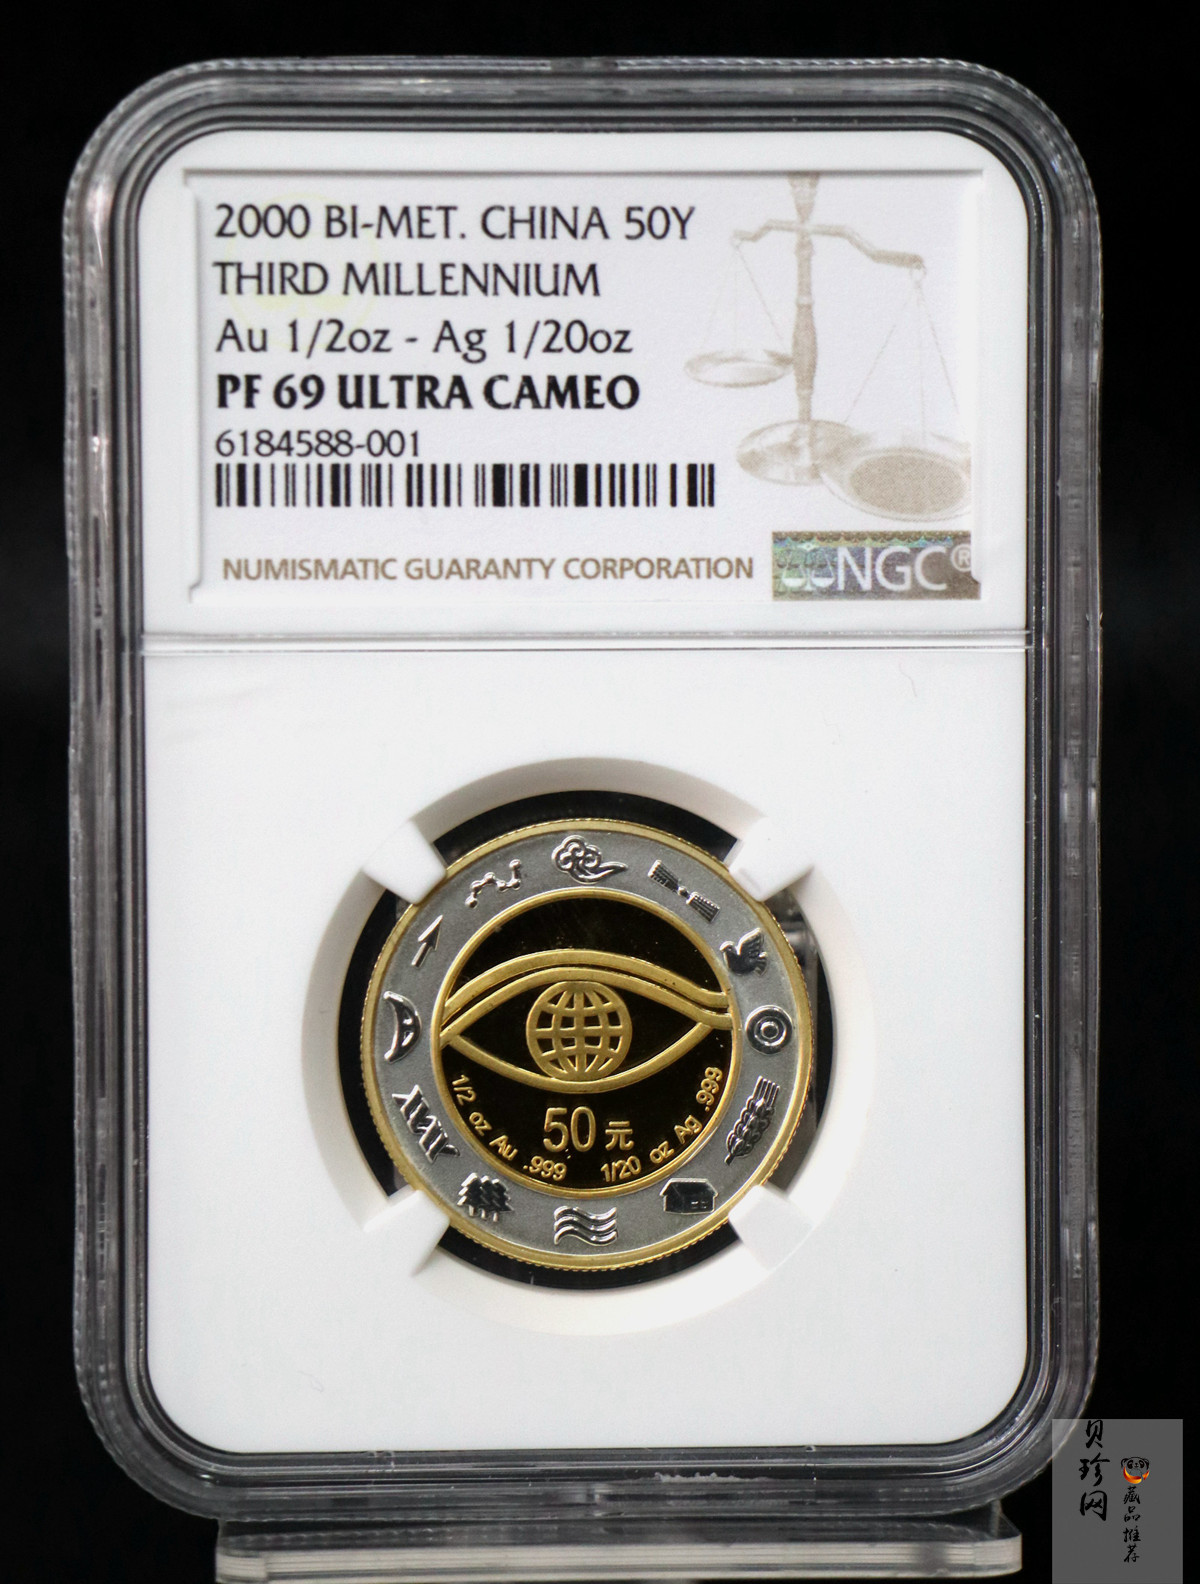 2000 BI-MET. CHINA 50Y
THIRD MILLENNIUM
Au 1/2oz - Ag 1/20oz
PF 69 ULTRA CAMEO
6184588-001
NUMISMATIC GUARANTY CORPORATION
NGC®
50元
1/2 oz Au .999
1/20 oz Ag .999
贝珍网
藏品推荐